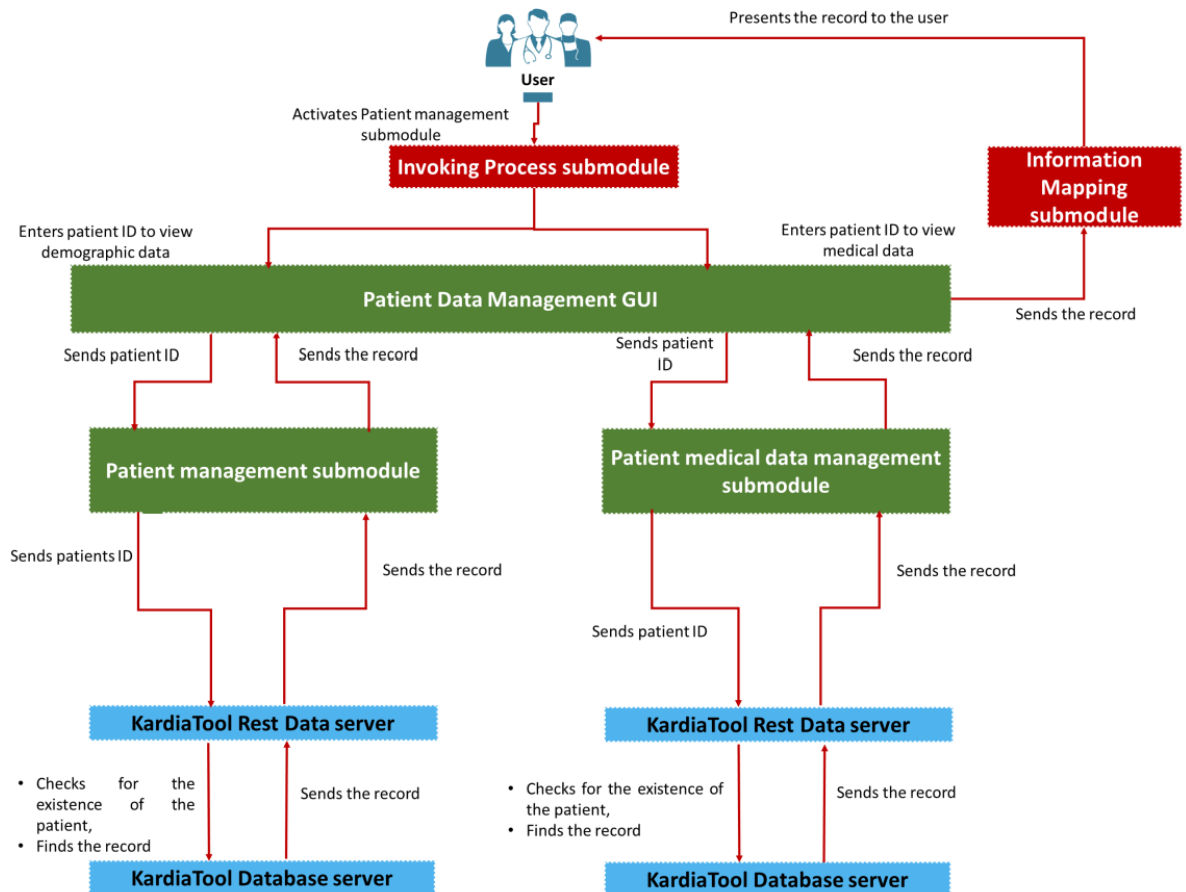 Presents the record to the user
User
Activates Patient management
submodule
Invoking Process submodule
Information
Mapping
submodule
Enters patient ID to view
demographic data
Enters patient ID to view
medical data
Patient Data Management GUI
Sends the record
Sends patient ID
Sends the record
Sends patient
ID
Sends the record
Patient management submodule
Patient medical data management
submodule
Sends patients ID
Sends the record
Sends patient ID
Sends the record
KardiaTool Rest Data server
KardiaTool Rest Data server
• Checks for the
existence of the
patient,
• Finds the record
Sends the record
• Checks for the existence of
the patient,
• Finds the record
Sends the record
KardiaTool Database server
KardiaTool Database server